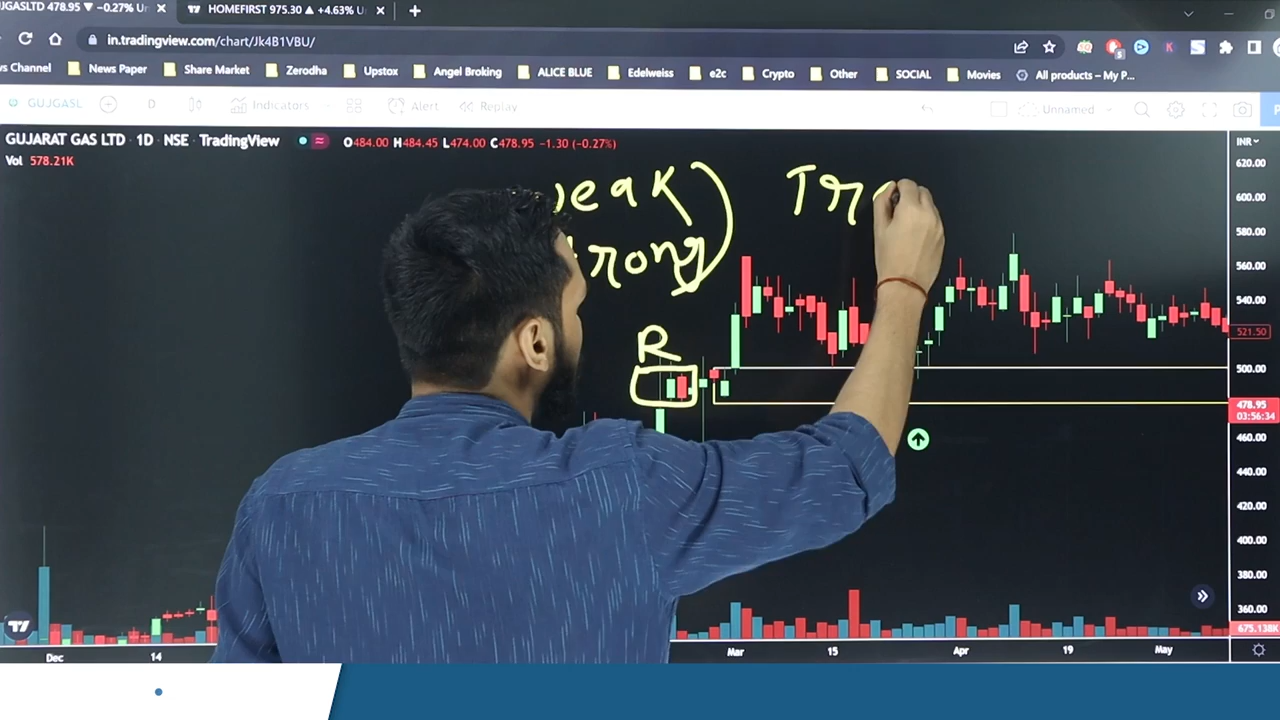 JGASLTD 478.95 ▼ −0.27% U
HOMEFIRST 975.30 ▲ +4.63% U
in.tradingview.com/chart/Jk4B1VBU/
vs Channel News Paper Share Market Zerodha Upstox Angel Broking ALICE BLUE Edelweiss e2c Crypto Other SOCIAL Movies All products – My P...
GUJGASL D Indicators Alert Replay Unnamed
GUJARAT GAS LTD · 1D · NSE · TradingView O484.00 H484.45 L474.00 C478.95 −1.30 (−0.27%) INR
Vol 578.21K
eak Tr
trong
R
620.00
600.00
580.00
560.00
540.00
521.50
500.00
478.95
03:56:34
460.00
440.00
420.00
400.00
380.00
360.00
675.138K
Dec 14 Mar 15 Apr 19 May